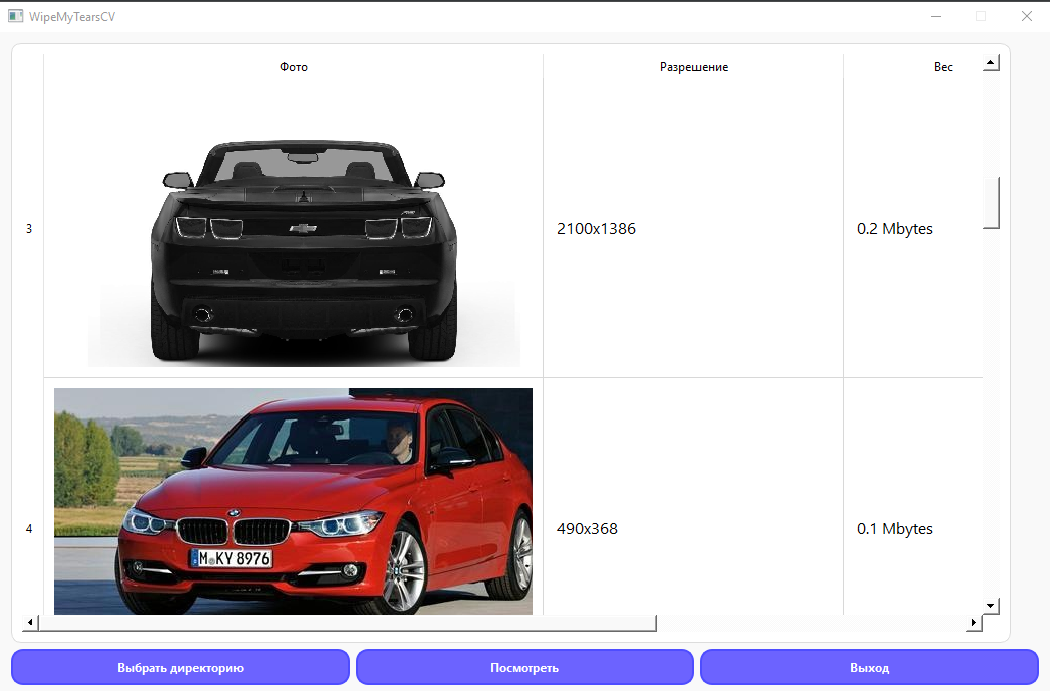 WipeMyTearsCV
Фото Разрешение Вес
3 2100x1386 0.2 Mbytes
4 490x368 0.1 Mbytes
M KY 8976
Выбрать директорию Посмотреть Выход